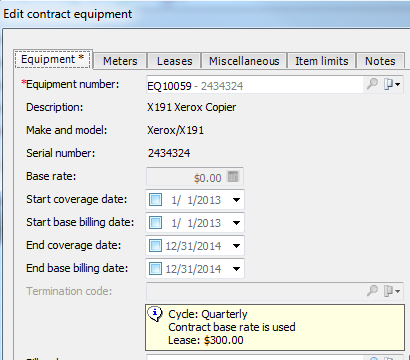 Edit contract equipment
Equipment * Meters Leases Miscellaneous Item limits Notes
*Equipment number: EQ10059 - 2434324
Description: X191 Xerox Copier
Make and model: Xerox/X191
Serial number: 2434324
Base rate: $0.00
Start coverage date: 1/ 1/2013
Start base billing date: 1/ 1/2013
End coverage date: 12/31/2014
End base billing date: 12/31/2014
Termination code:
Cycle: Quarterly
Contract base rate is used
Lease: $300.00